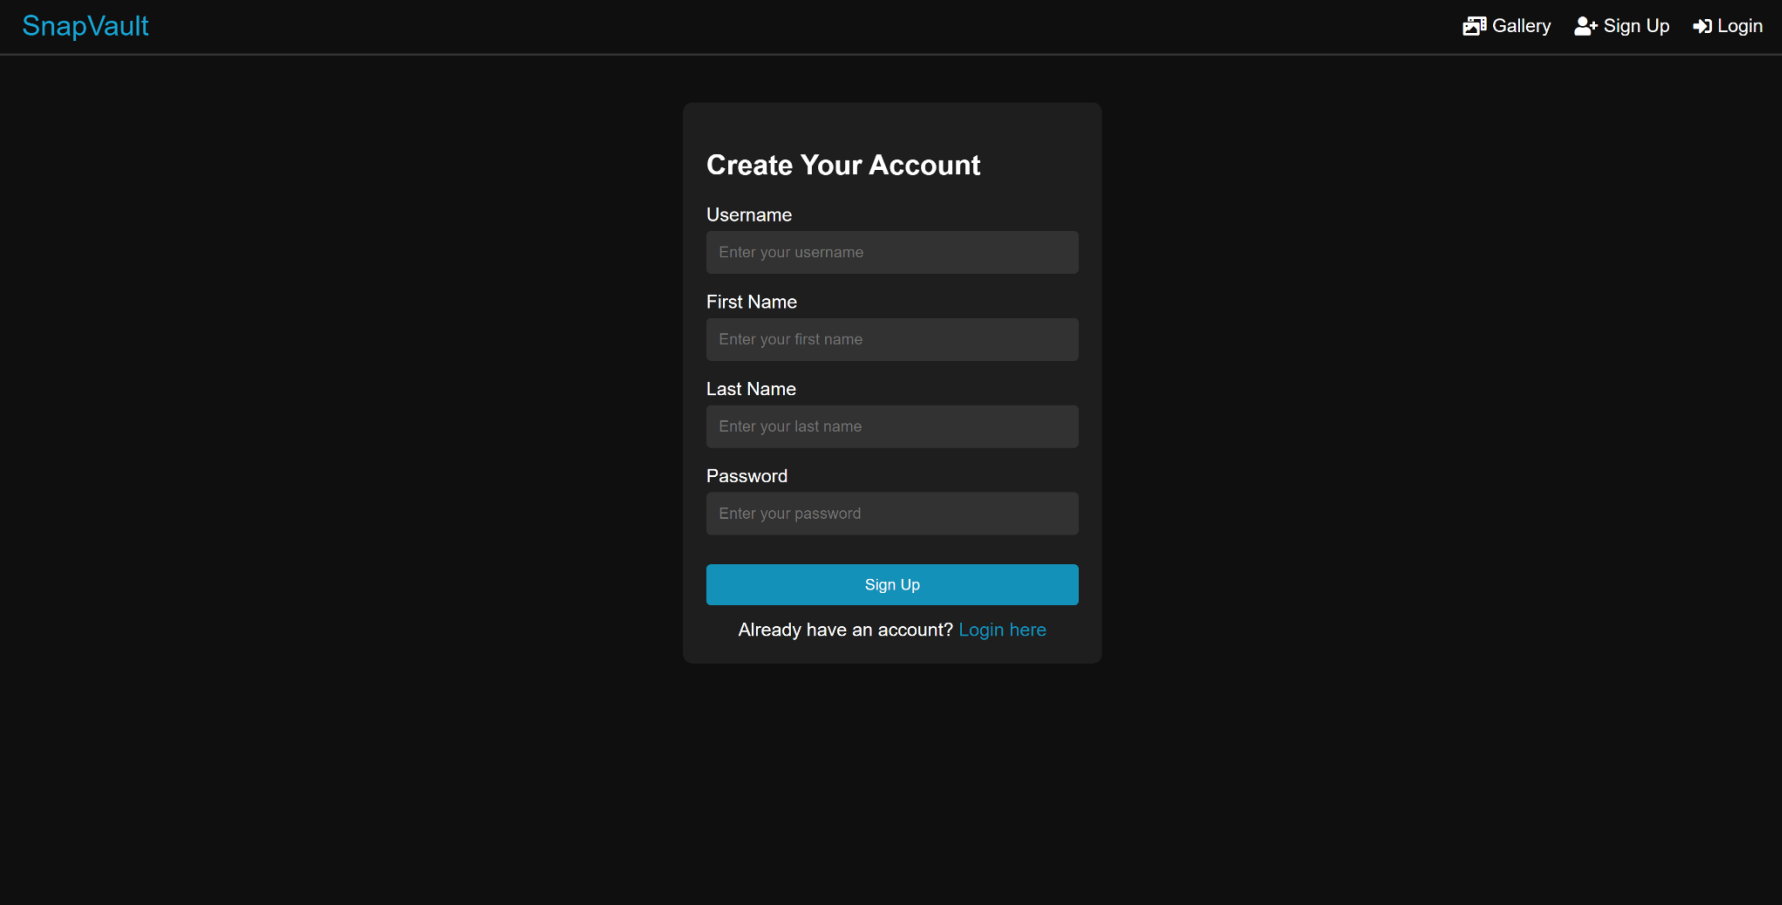 SnapVault
Gallery Sign Up Login
Create Your Account
Username
Enter your username
First Name
Enter your first name
Last Name
Enter your last name
Password
Enter your password
Sign Up
Already have an account? Login here